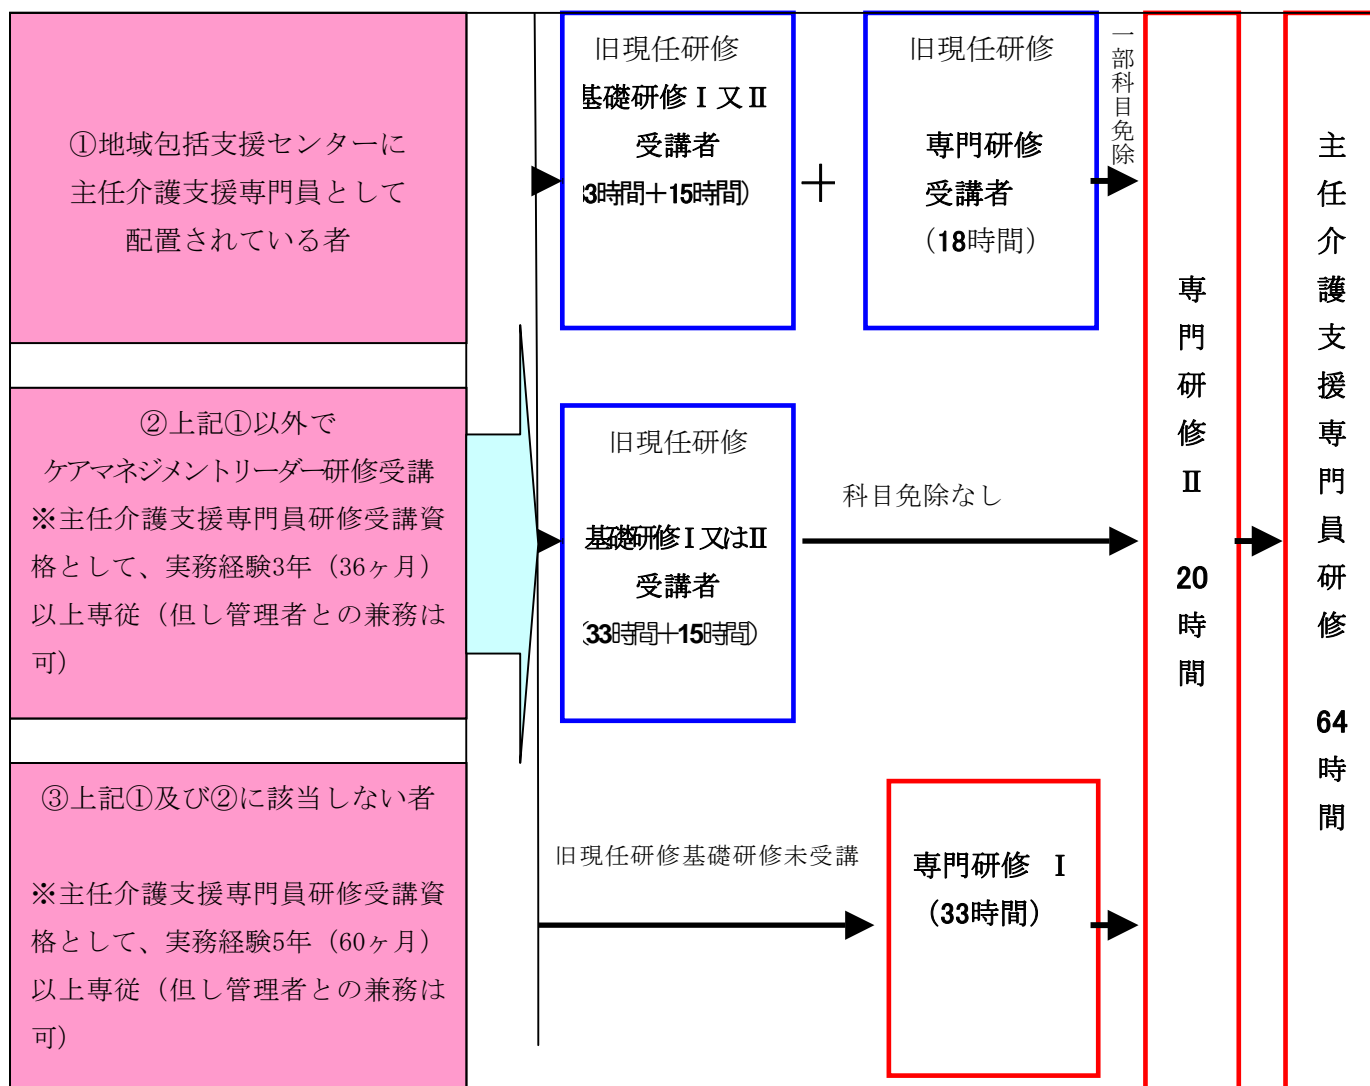 ①地域包括支援センターに
主任介護支援専門員として
配置されている者
旧現任研修
基礎研修Ⅰ又Ⅱ
受講者
3時間＋15時間）
＋
旧現任研修
専門研修
受講者
（18時間）
一部科目免除
②上記①以外で
ケアマネジメントリーダー研修受講
※主任介護支援専門員研修受講資
格として、実務経験3年（36ヶ月）
以上専従（但し管理者との兼務は
可）
旧現任研修
基礎研修Ⅰ又はⅡ
受講者
（33時間＋15時間）
科目免除なし
③上記①及び②に該当しない者
※主任介護支援専門員研修受講資
格として、実務経験5年（60ヶ月）
以上専従（但し管理者との兼務は
可）
旧現任研修基礎研修未受講
専門研修　Ⅰ
（33時間）
専門研修Ⅱ　20時間
主任介護支援専門員研修　64時間